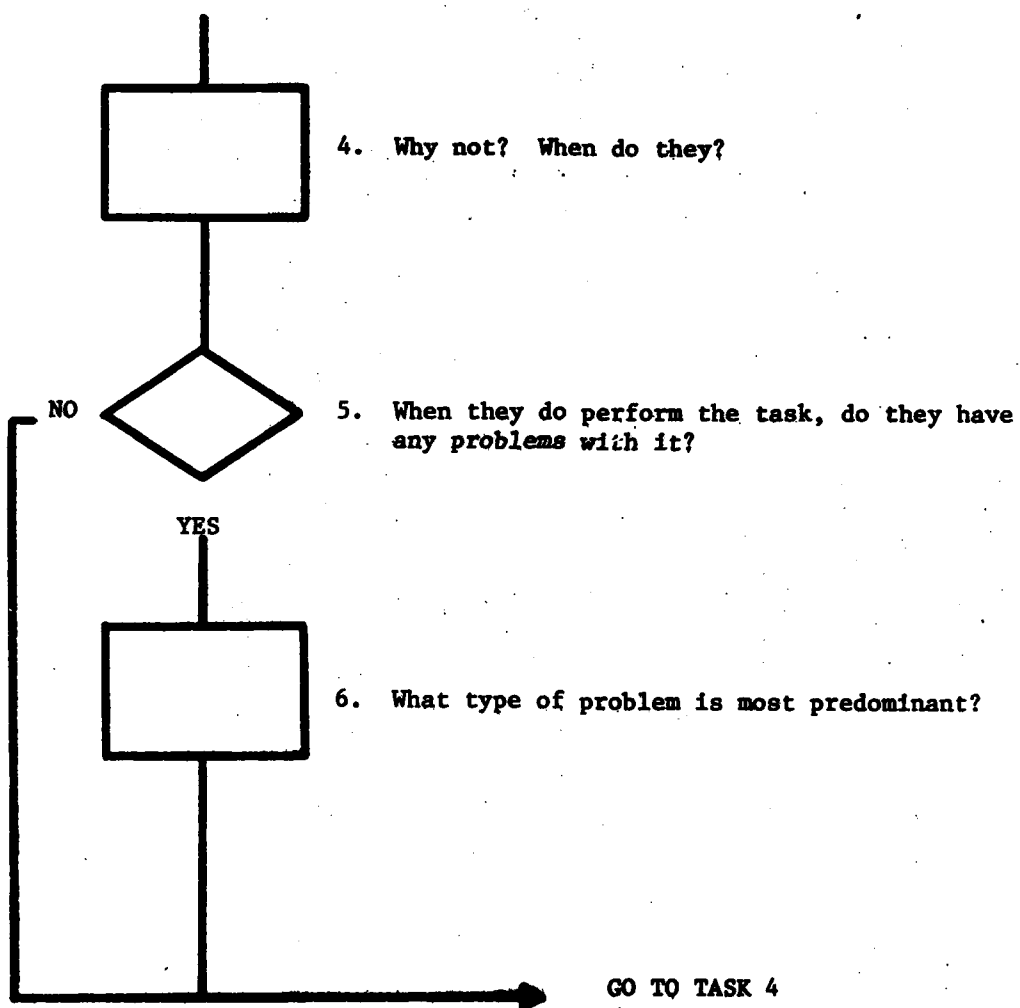 4. Why not? When do they?
NO
5. When they do perform the task, do they have
any problems with it?
YES
6. What type of problem is most predominant?
GO TO TASK 4